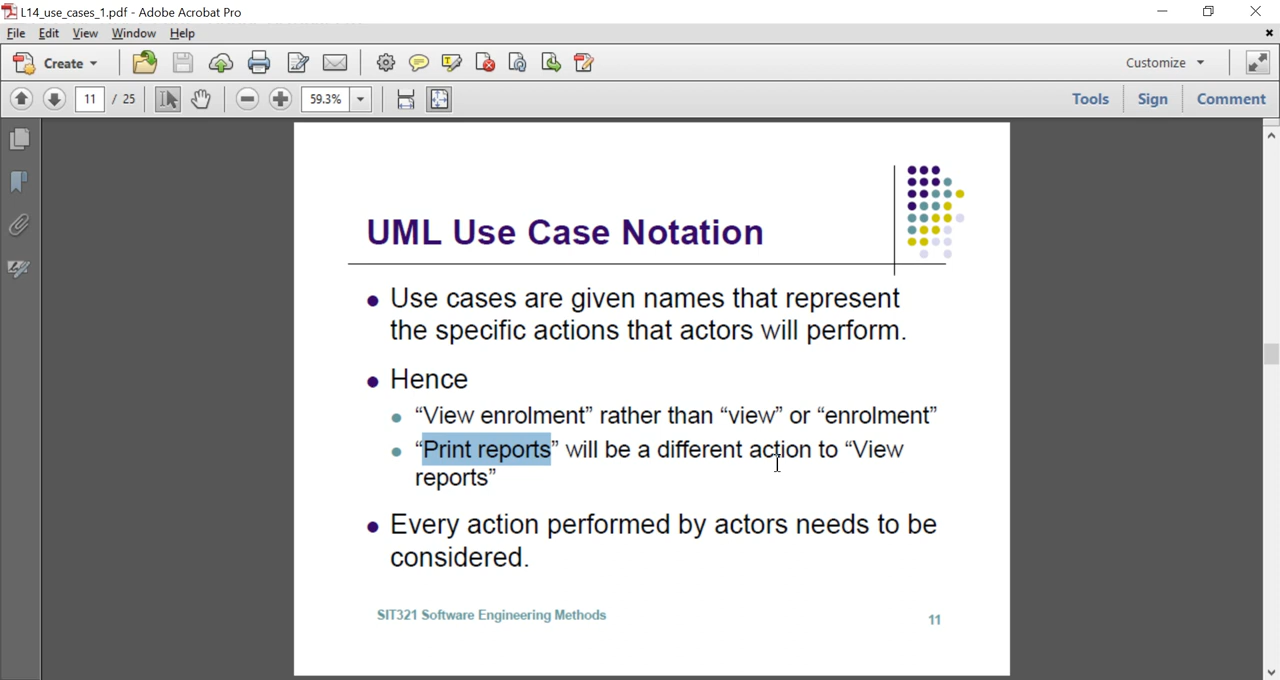 L14_use_cases_1.pdf - Adobe Acrobat Pro
File Edit View Window Help
Create Customize
11 / 25 59.3% Tools Sign Comment
UML Use Case Notation
Use cases are given names that represent
the specific actions that actors will perform.
Hence
“View enrolment” rather than “view” or “enrolment”
“Print reports” will be a different action to “View
reports”
Every action performed by actors needs to be
considered.
SIT321 Software Engineering Methods 11